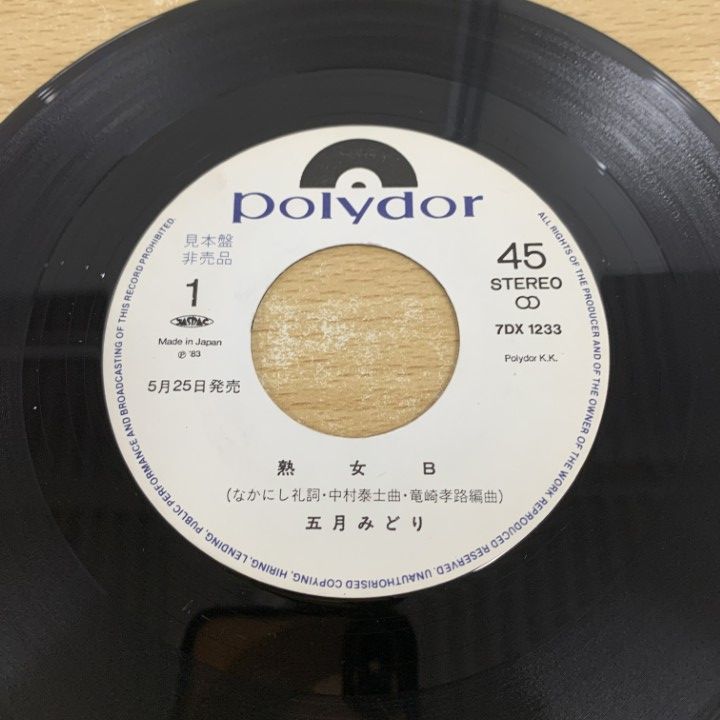 polydor
見本盤
非売品
1
JASRAC
Made in Japan
℗ '83
5月25日発売
45
STEREO
7DX 1233
Polydor K.K.
熟女B
(なかにし礼詞・中村泰士曲・竜崎孝路編曲)
五月みどり
ALL RIGHTS OF THE PRODUCER AND OF THE OWNER OF THE WORK REPRODUCED RESERVED. UNAUTHORISED COPYING, HIRING, LENDING, PUBLIC PERFORMANCE AND BROADCASTING OF THIS RECORD PROHIBITED.